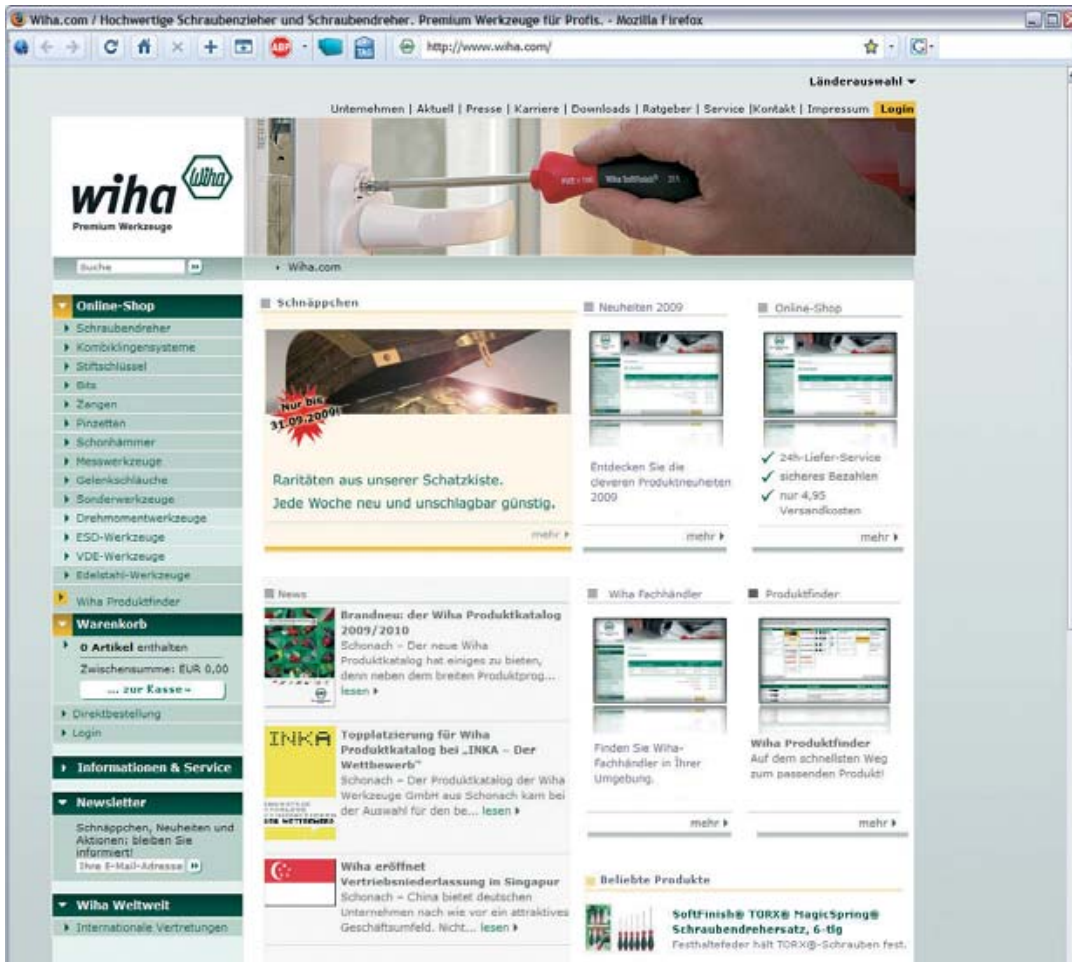 Wiha.com / Hochwertige Schraubenzieher und Schraubendreher. Premium Werkzeuge für Profis. - Mozilla Firefox
ABP
TAG
http://www.wiha.com/
G
Länderauswahl
Unternehmen | Aktuell | Presse | Karriere | Downloads | Ratgeber | Service |Kontakt | Impressum Login
wiha
Wiha
Premium Werkzeuge
Wiha SoftFinish®
Suche
Wiha.com
Online-Shop
Schraubendreher
Kombiklingensysteme
Stiftschlüssel
Bits
Zangen
Pinzetten
Schonhämmer
Messwerkzeuge
Gelenkschläuche
Sonderwerkzeuge
Drehmomentwerkzeuge
ESD-Werkzeuge
VDE-Werkzeuge
Edelstahl-Werkzeuge
Wiha Produktfinder
Warenkorb
0 Artikel enthalten
Zwischensumme: EUR 0,00
... zur Kasse »
Direktbestellung
Login
Informationen & Service
Newsletter
Schnäppchen, Neuheiten und
Aktionen; bleiben Sie
informiert!
Ihre E-Mail-Adresse
Wiha Weltweit
Internationale Vertretungen
Schnäppchen
Nur bis
31.09.2009!
Raritäten aus unserer Schatzkiste.
Jede Woche neu und unschlagbar günstig.
mehr
Neuheiten 2009
Entdecken Sie die
cleveren Produktneuheiten
2009
mehr
Online-Shop
24h-Liefer-Service
sicheres Bezahlen
nur 4,95
Versandkosten
mehr
News
Brandneu: der Wiha Produktkatalog
2009/2010
Schonach – Der neue Wiha
Produktkatalog hat einiges zu bieten,
denn neben dem breiten Produktprog...
lesen
INKA
DER WETTBEWERB
Topplatzierung für Wiha
Produktkatalog bei „INKA – Der
Wettbewerb“
Schonach – Der Produktkatalog der Wiha
Werkzeuge GmbH aus Schonach kam bei
der Auswahl für den be... lesen
Wiha eröffnet
Vertriebsniederlassung in Singapur
Schonach – China bietet deutschen
Unternehmen nach wie vor ein attraktives
Geschäftsumfeld. Nicht... lesen
Wiha Fachhändler
Finden Sie Wiha-
Fachhändler in Ihrer
Umgebung.
mehr
Produktfinder
Wiha Produktfinder
Auf dem schnellsten Weg
zum passenden Produkt!
mehr
Beliebte Produkte
SoftFinish® TORX® MagicSpring®
Schraubendrehersatz, 6-tlg
Festhaltefeder hält TORX®-Schrauben fest.